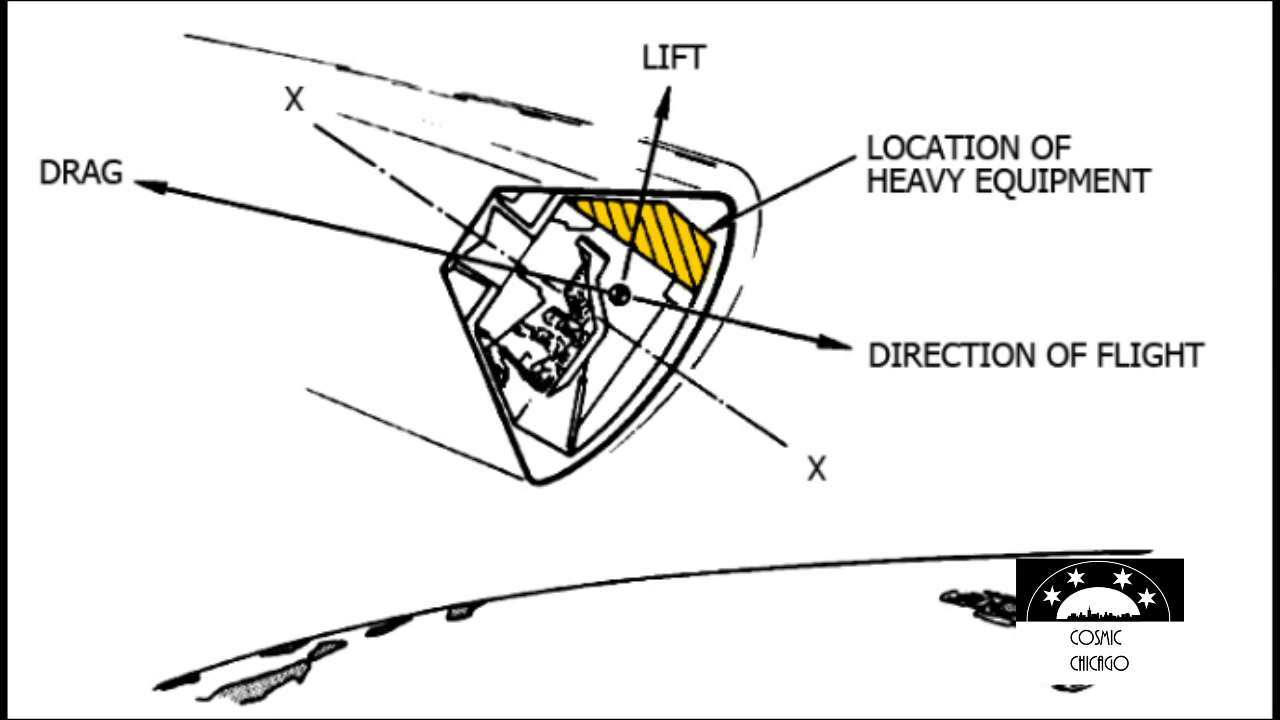 LIFT
X
LOCATION OF
HEAVY EQUIPMENT
DRAG
DIRECTION OF FLIGHT
X
COSMIC
CHICAGO